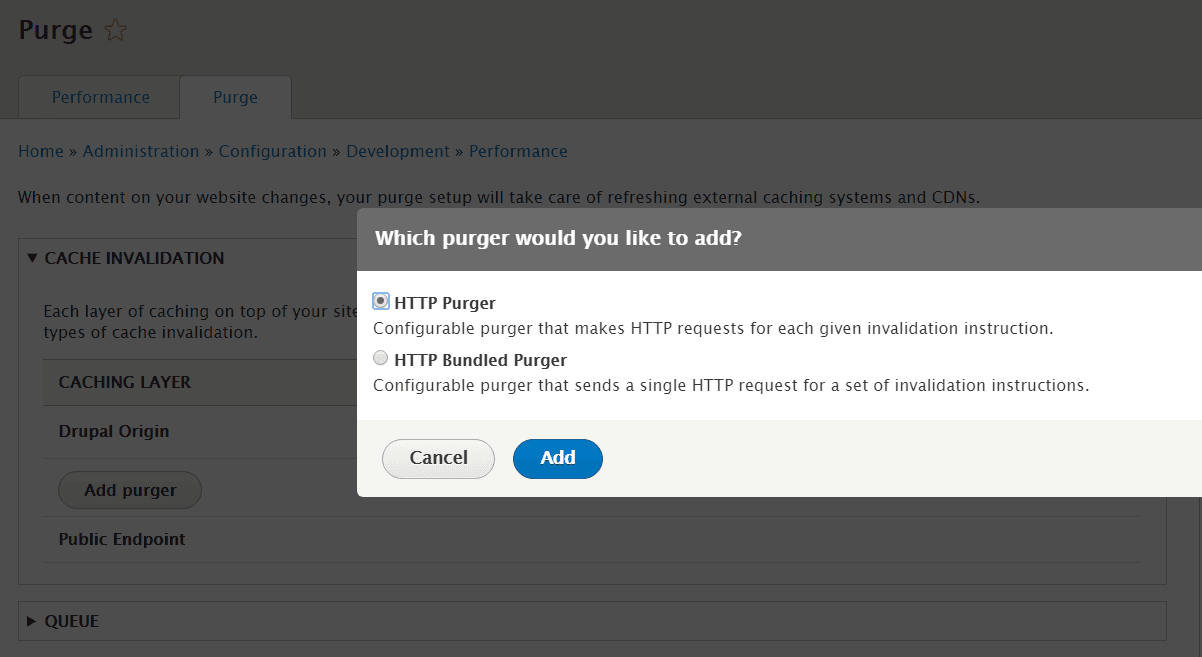 Purge
Performance
Purge
Home » Administration » Configuration » Development » Performance
When content on your website changes, your purge setup will take care of refreshing external caching systems and CDNs.
Which purger would you like to add?
HTTP Purger
Configurable purger that makes HTTP requests for each given invalidation instruction.
HTTP Bundled Purger
Configurable purger that sends a single HTTP request for a set of invalidation instructions.
Cancel
Add
CACHE INVALIDATION
Each layer of caching on top of your site
types of cache invalidation.
CACHING LAYER
Drupal Origin
Add purger
Public Endpoint
QUEUE